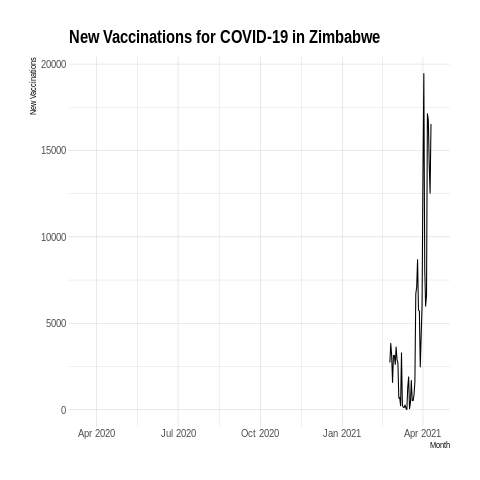 New Vaccinations for COVID-19 in Zimbabwe
New Vaccinations
20000
15000
10000
5000
0
Apr 2020
Jul 2020
Oct 2020
Jan 2021
Apr 2021
Month